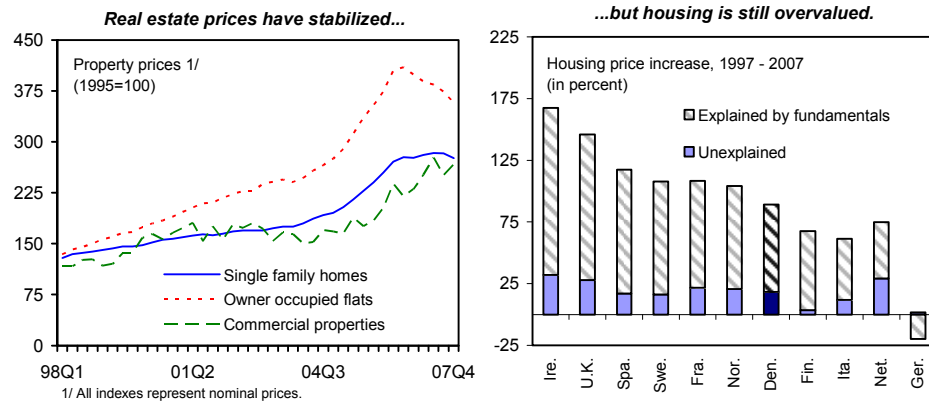 Real estate prices have stabilized...
450
375
300
225
150
75
0
Property prices 1/
(1995=100)
Single family homes
Owner occupied flats
Commercial properties
98Q1 01Q2 04Q3 07Q4
1/ All indexes represent nominal prices.
...but housing is still overvalued.
225
175
125
75
25
-25
Housing price increase, 1997 - 2007
(in percent)
Explained by fundamentals
Unexplained
Ire. U.K. Spa. Swe. Fra. Nor. Den. Fin. Ita. Net. Ger.